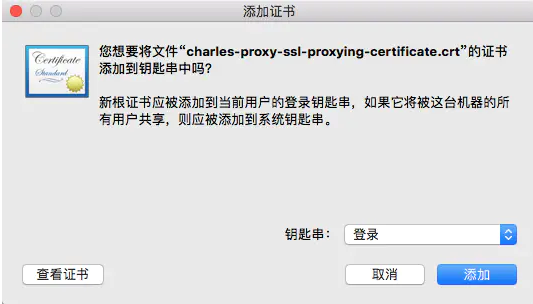 添加证书
Certificate
Standard
您想要将文件“charles-proxy-ssl-proxying-certificate.crt”的证书
添加到钥匙串中吗？
新根证书应被添加到当前用户的登录钥匙串，如果它将被这台机器的所
有用户共享，则应被添加到系统钥匙串。
钥匙串：
登录
查看证书
取消
添加